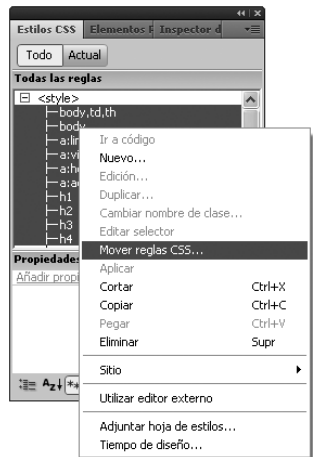 Estilos CSS Elementos Inspector d
Todo Actual
Todas las reglas
<style>
body,td,th
body
a:lin
a:vi
a:h
a:a
h1
h2
h3
h4
Ir a código
Nuevo...
Edición...
Duplicar...
Cambiar nombre de clase...
Editar selector
Mover reglas CSS...
Aplicar
Cortar Ctrl+X
Copiar Ctrl+C
Pegar Ctrl+V
Eliminar Supr
Sitio
Utilizar editor externo
Adjuntar hoja de estilos...
Tiempo de diseño...
Propiedades
Añadir propi